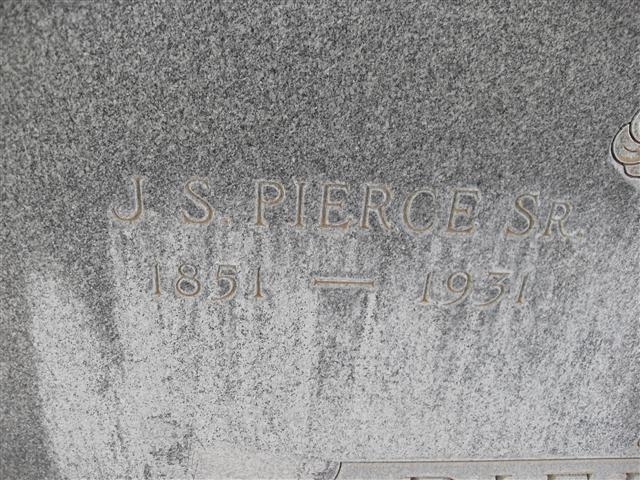 J. S. PIERCE SR.
1851 — 1931